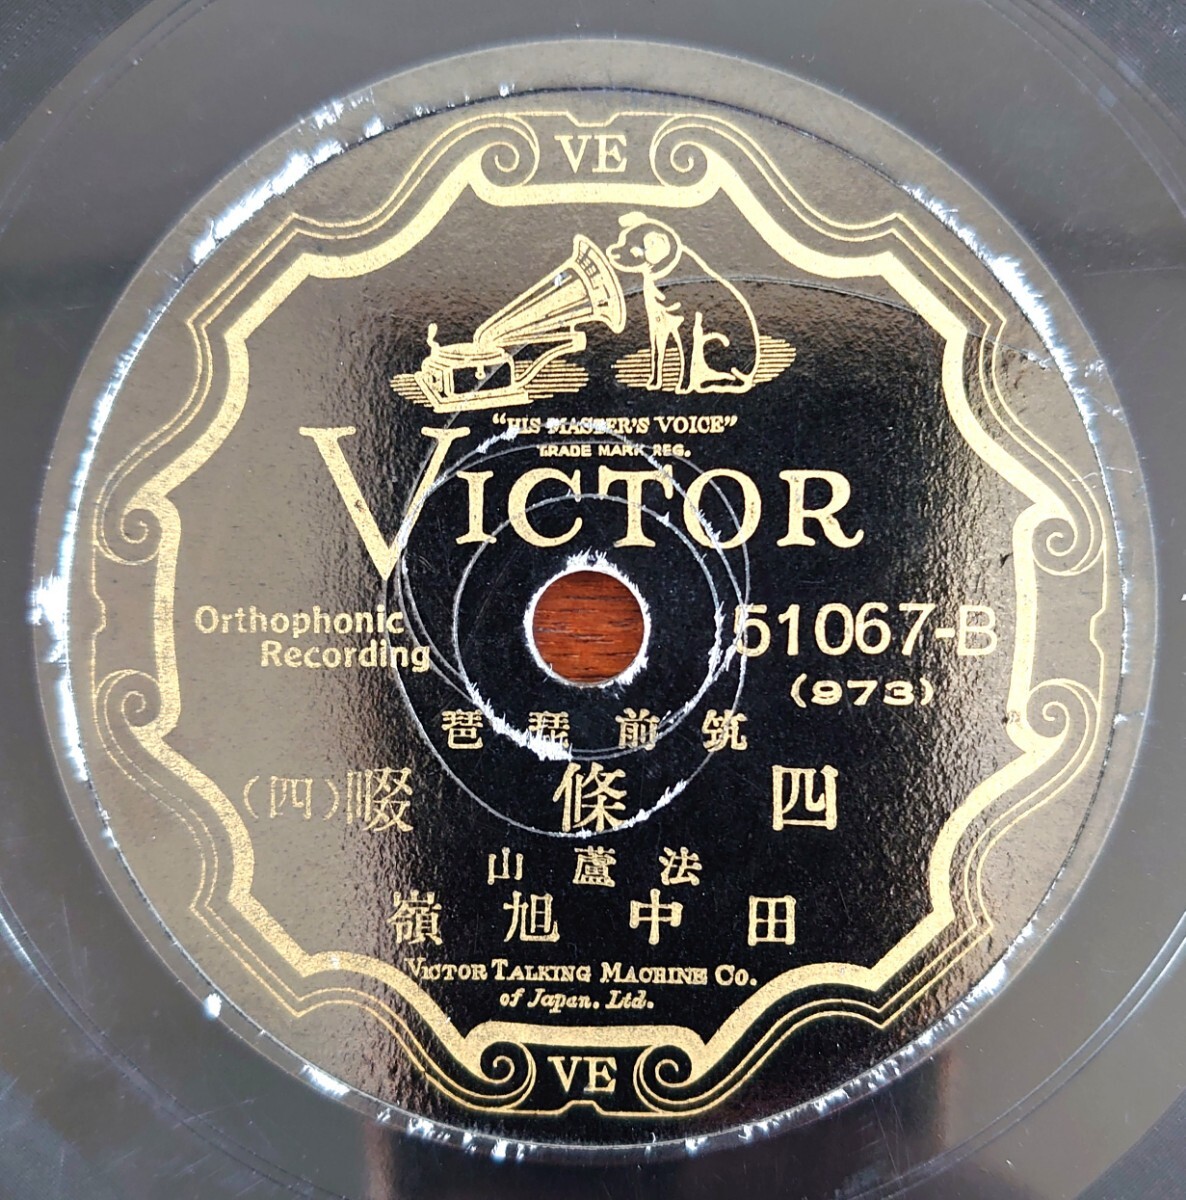 VE
"HIS MASTER'S VOICE"
TRADE MARK REG.
VICTOR
Orthophonic
Recording
51067-B
(973)
筑前琵琶
四條畷(四)
法蘆山
田中旭嶺
VICTOR TALKING MACHINE CO.
of Japan. Ltd.
VE